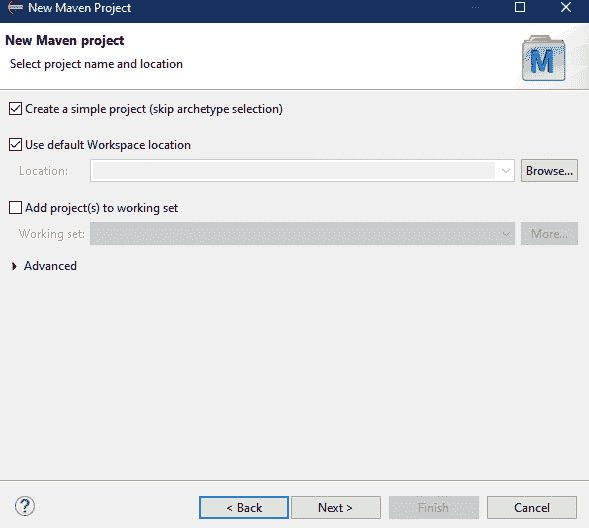 New Maven Project
New Maven project
Select project name and location
M
Create a simple project (skip archetype selection)
Use default Workspace location
Location:
Browse...
Add project(s) to working set
Working set:
More...
Advanced
?
< Back
Next >
Finish
Cancel